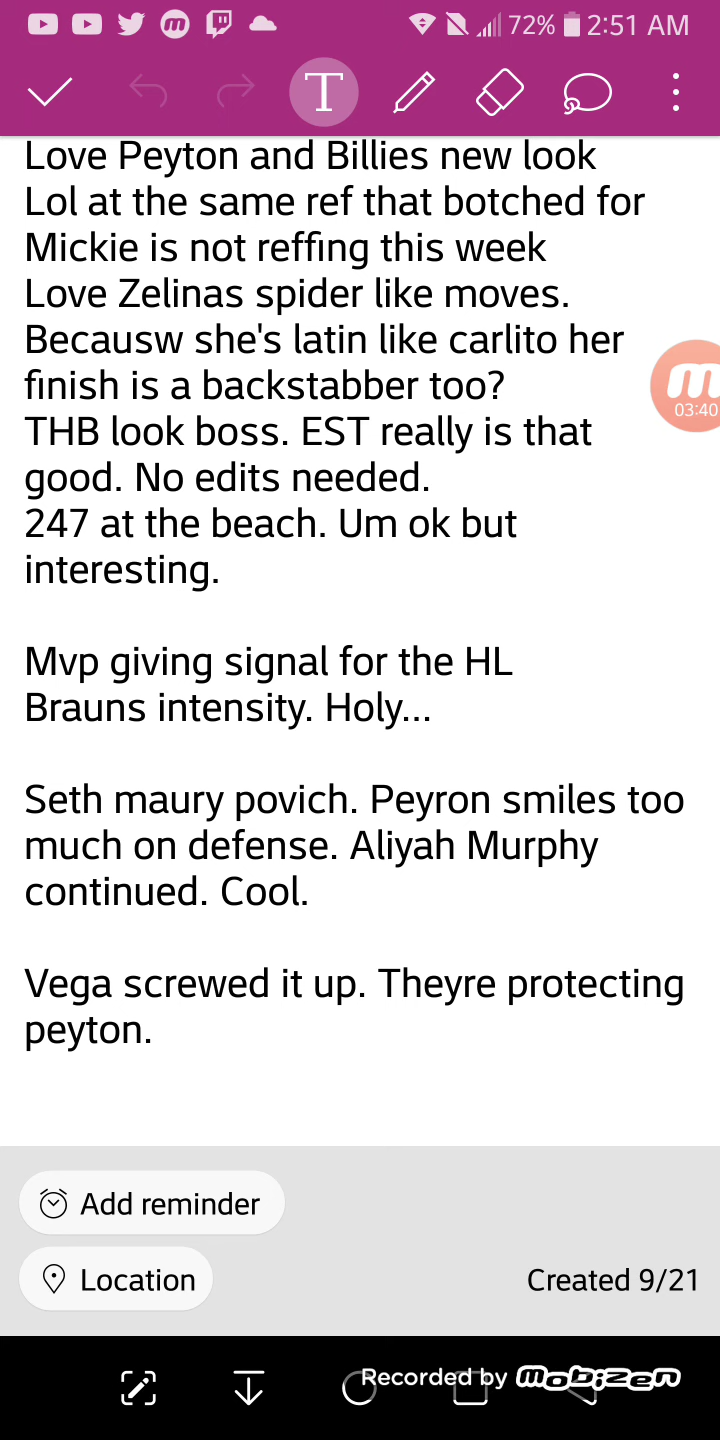 72% 2:51 AM
T
Love Peyton and Billies new look
Lol at the same ref that botched for
Mickie is not reffing this week
Love Zelinas spider like moves.
Becausw she's latin like carlito her
finish is a backstabber too?
03:40
THB look boss. EST really is that
good. No edits needed.
247 at the beach. Um ok but
interesting.
Mvp giving signal for the HL
Brauns intensity. Holy...
Seth maury povich. Peyron smiles too
much on defense. Aliyah Murphy
continued. Cool.
Vega screwed it up. Theyre protecting
peyton.
Add reminder
Location
Created 9/21
Recorded by mobizen